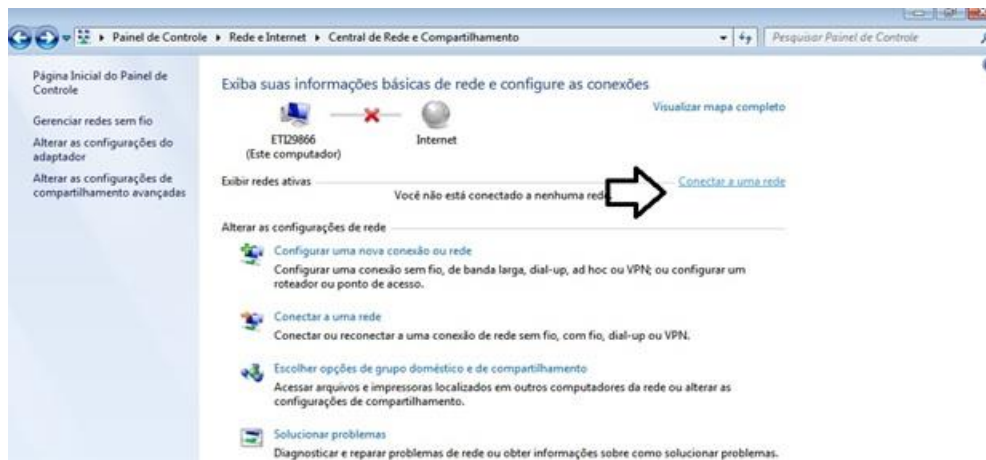 Painel de Controle ▸ Rede e Internet ▸ Central de Rede e Compartilhamento
Pesquisar Painel de Controle
Página Inicial do Painel de
Controle
Gerenciar redes sem fio
Alterar as configurações do
adaptador
Alterar as configurações de
compartilhamento avançadas
Exiba suas informações básicas de rede e configure as conexões
Visualizar mapa completo
ETI29866
(Este computador)
Internet
Exibir redes ativas
Conectar a uma rede
Você não está conectado a nenhuma rede
Alterar as configurações de rede
Configurar uma nova conexão ou rede
Configurar uma conexão sem fio, de banda larga, dial-up, ad hoc ou VPN; ou configurar um
roteador ou ponto de acesso.
Conectar a uma rede
Conectar ou reconectar a uma conexão de rede sem fio, com fio, dial-up ou VPN.
Escolher opções de grupo doméstico e de compartilhamento
Acessar arquivos e impressoras localizados em outros computadores da rede ou alterar as
configurações de compartilhamento.
Solucionar problemas
Diagnosticar e reparar problemas de rede ou obter informações sobre como solucionar problemas.